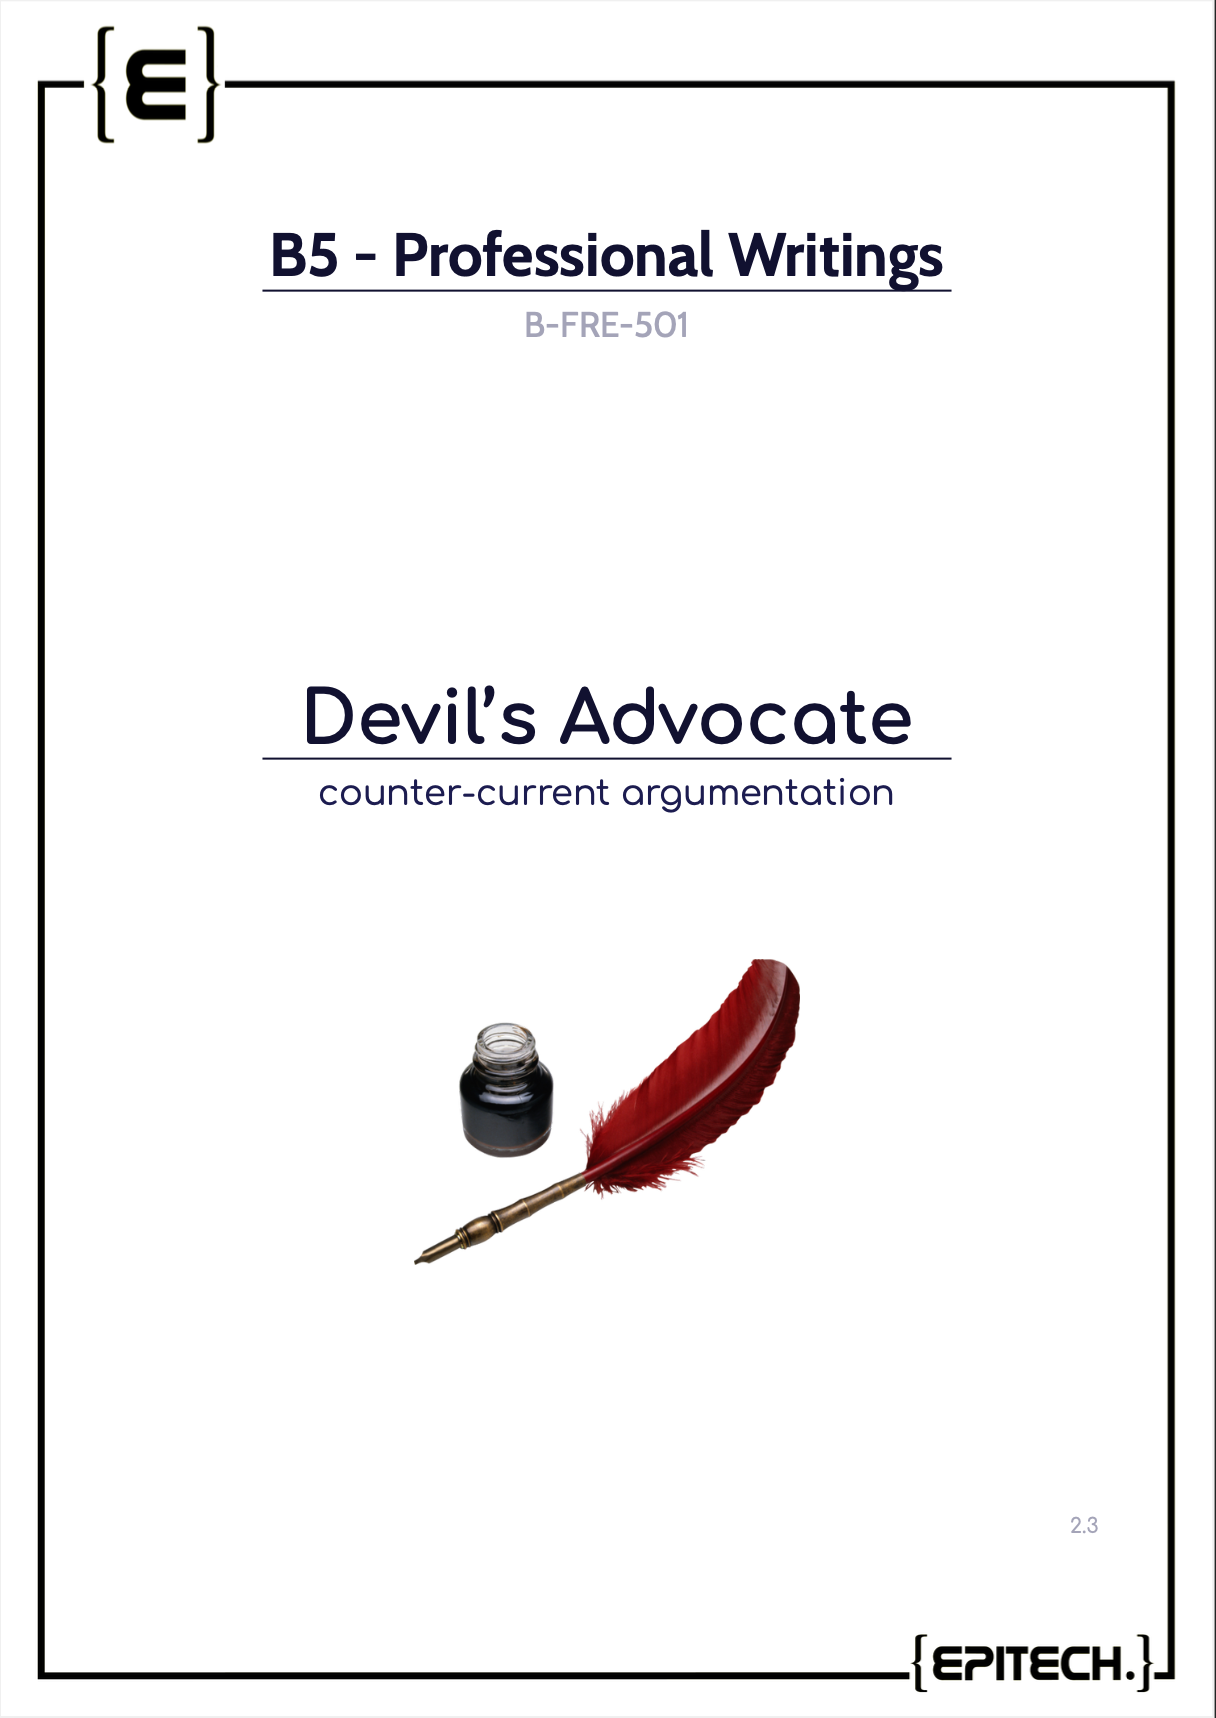 {E}
B5 - Professional Writings
B-FRE-501
Devil's Advocate
counter-current argumentation
2.3
{EPITECH.}